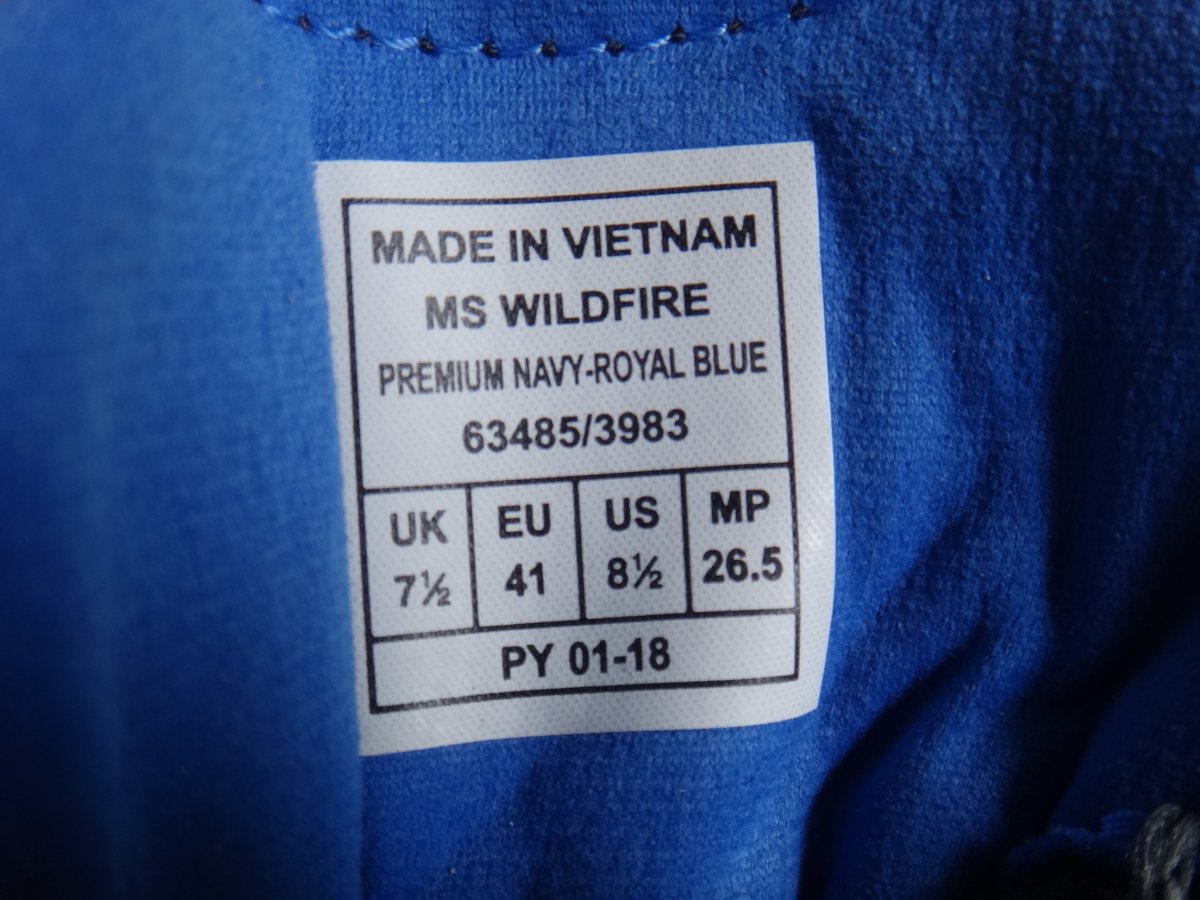 MADE IN VIETNAM
MS WILDFIRE
PREMIUM NAVY-ROYAL BLUE
63485/3983
UK EU US MP
7½ 41 8½ 26.5
PY 01-18